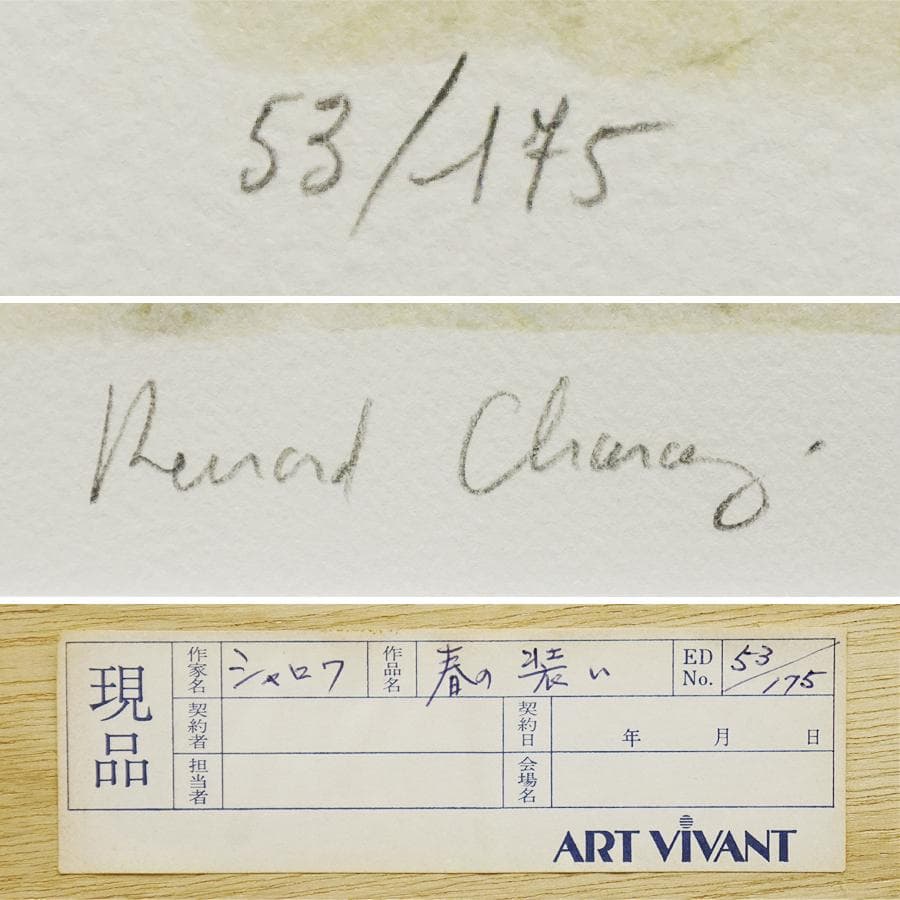 53/175
Bernard Charoy.
現品
作家名 シャロワ 作品名 春の装い ED No. 53/175
契約者 契約日 年 月 日
担当者 会場名
ART VIVANT